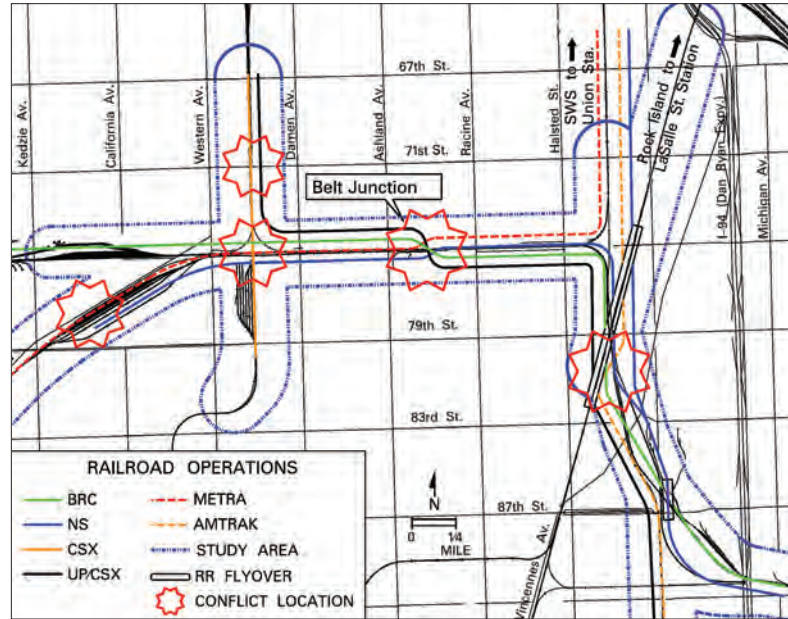 67th St.
Kedzie Av.
California Av.
Western Av.
Damen Av.
Ashland Av.
Racine Av.
Halsted St.
SWS to
Union Sta.
Rock Island to
LaSalle St. Station
I-94 (Dan Ryan Expy.)
Michigan Av.
71st St.
Belt Junction
79th St.
83rd St.
87th St.
Vincennes Av.
RAILROAD OPERATIONS
BRC
NS
CSX
UP/CSX
METRA
AMTRAK
STUDY AREA
RR FLYOVER
CONFLICT LOCATION
N
0 1/4
MILE